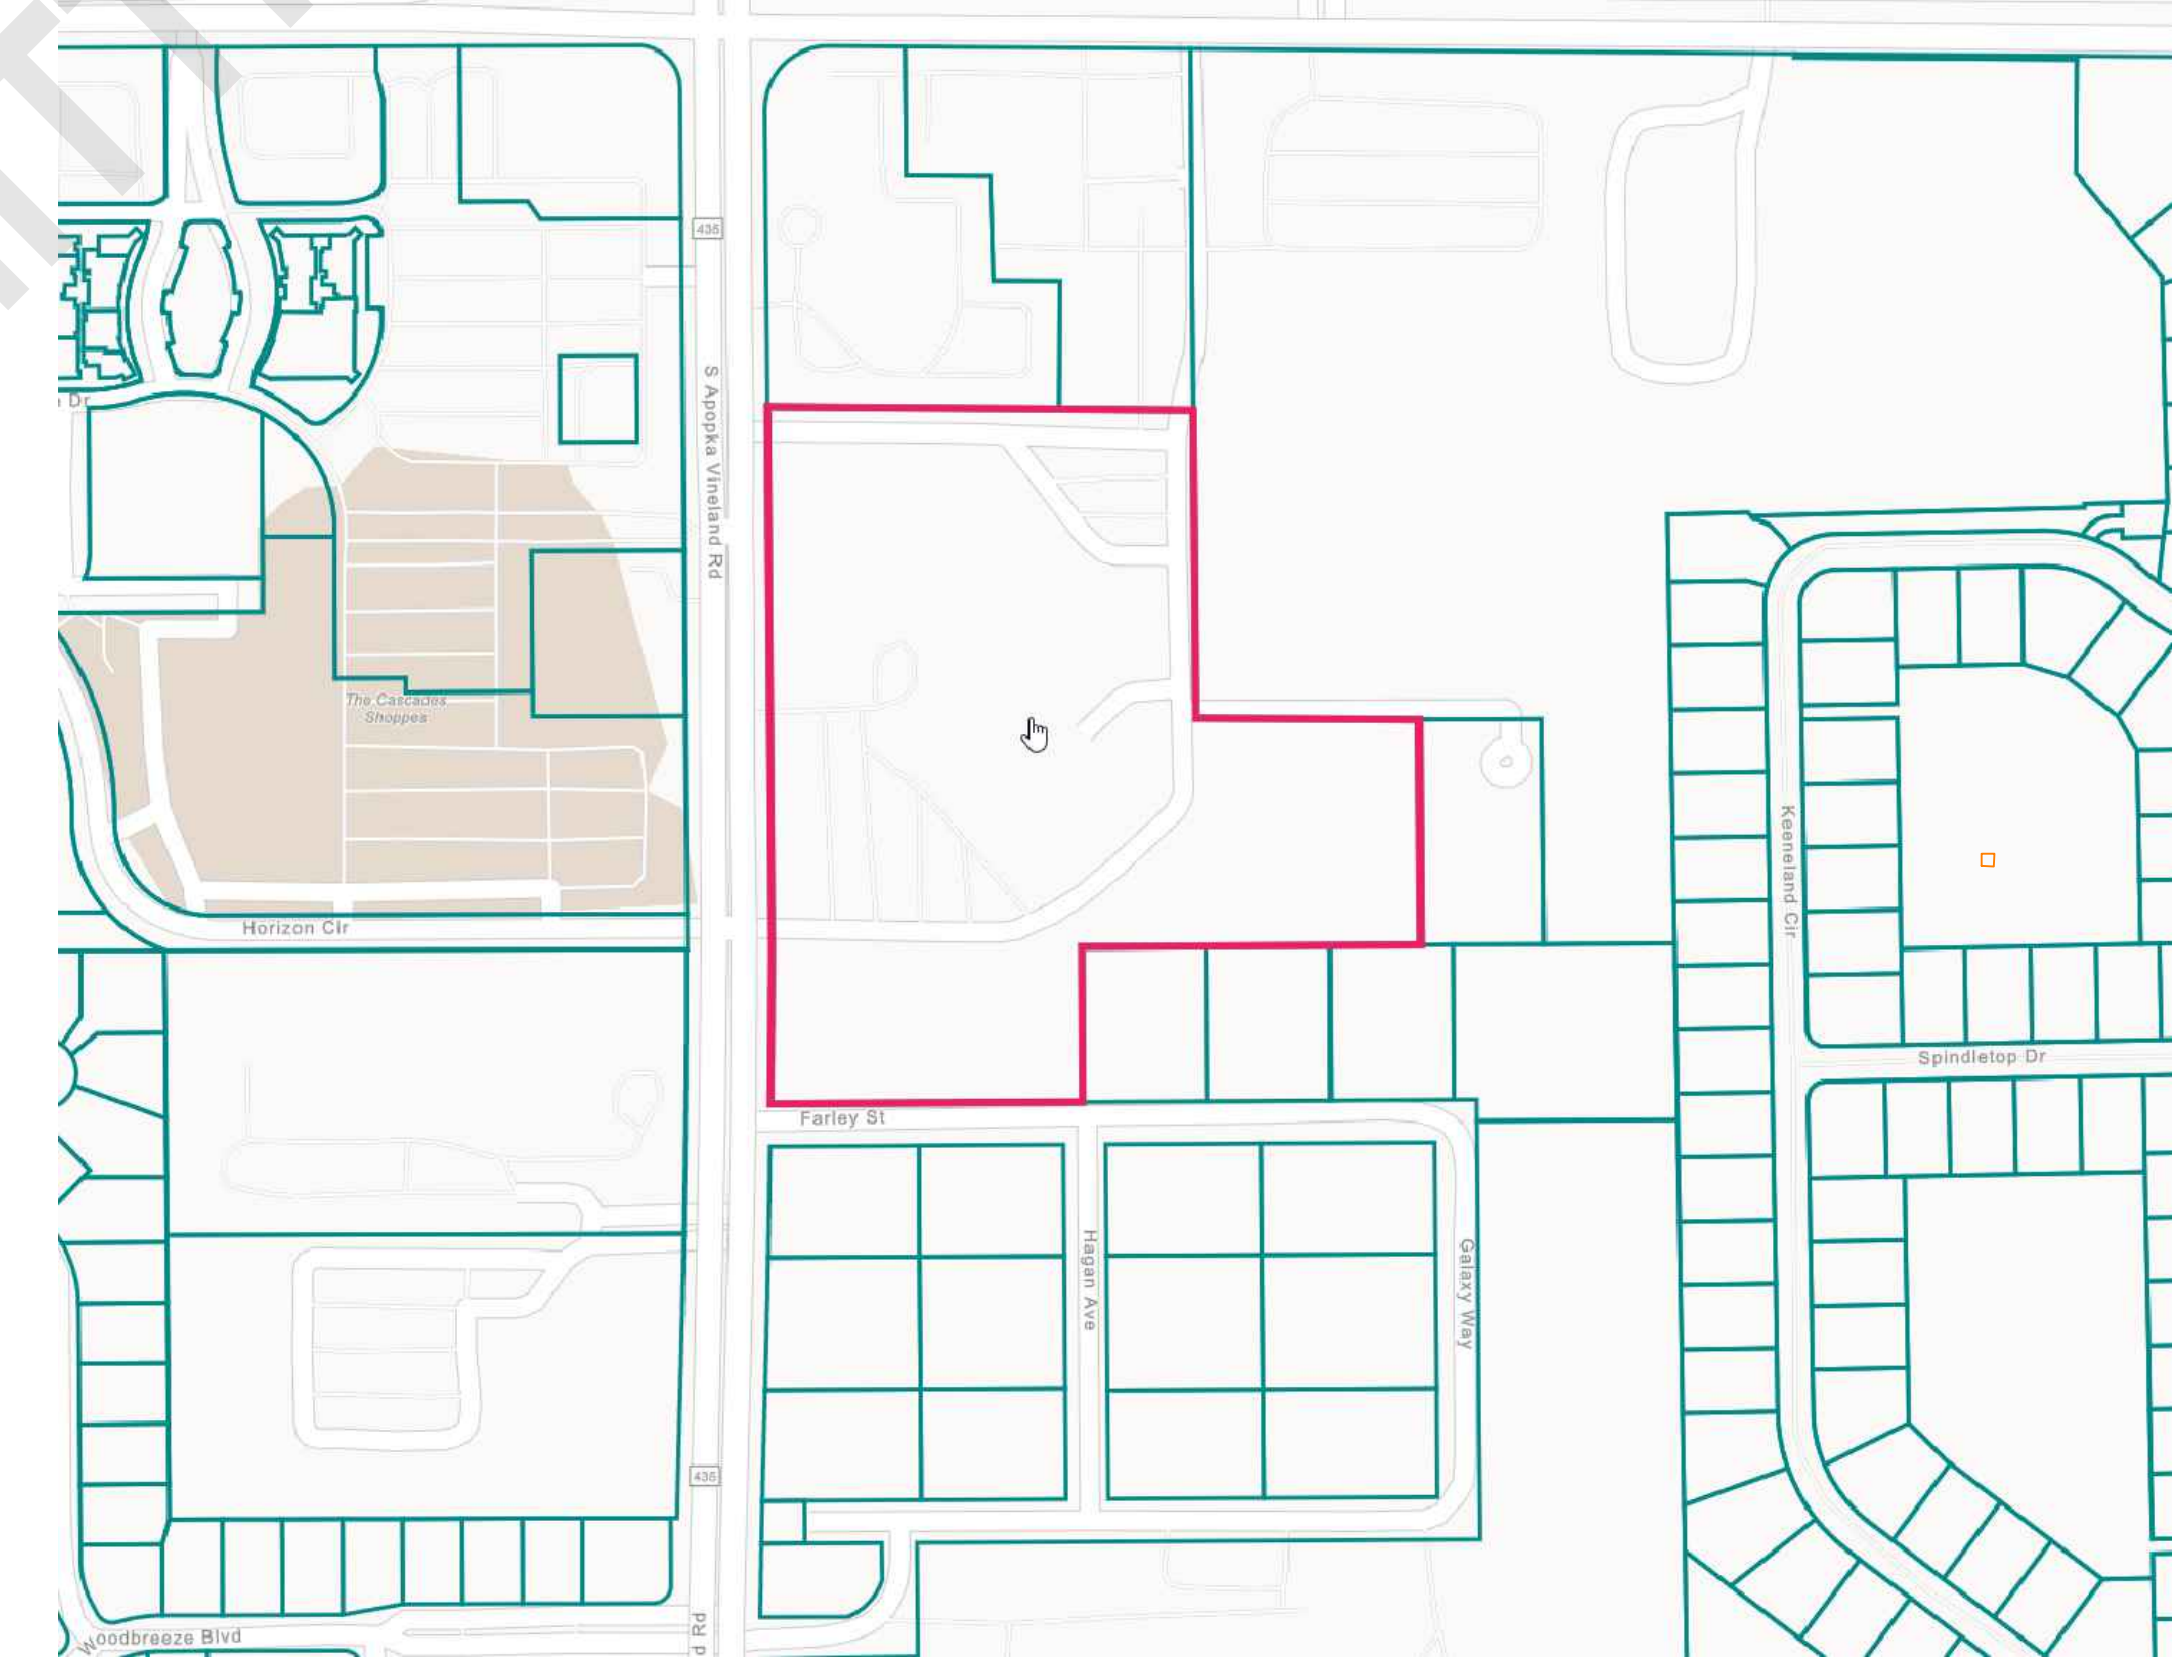 435
S Apopka Vineland Rd
Dr
The Cascades
Shoppes
Horizon Cir
Keeneland Cir
Spindletop Dr
Farley St
Hagan Ave
Galaxy Way
435
d Rd
Woodbreeze Blvd